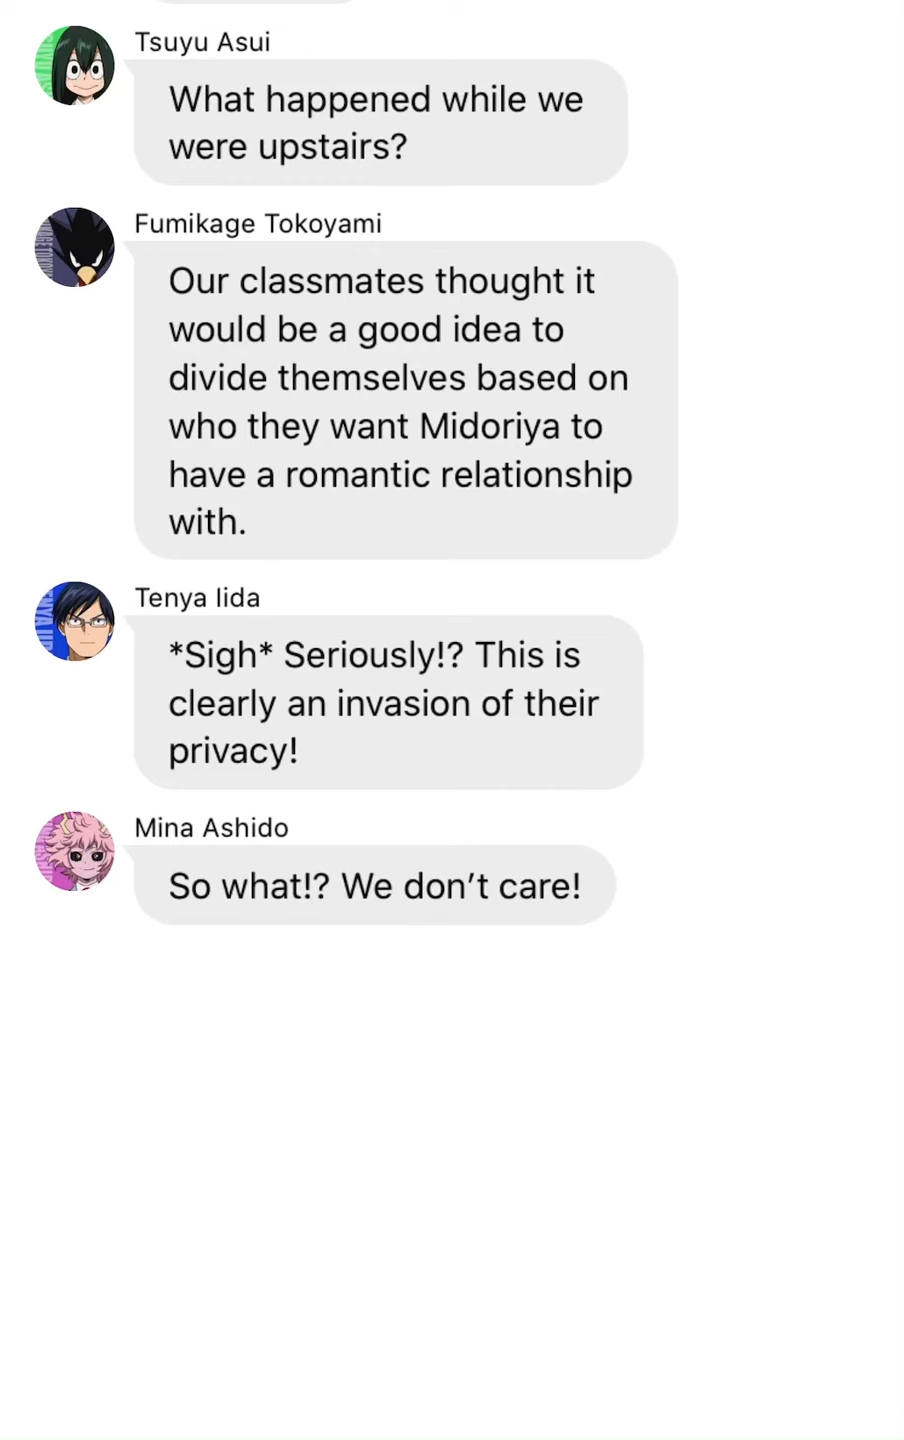 Tsuyu Asui
What happened while we
were upstairs?
Fumikage Tokoyami
Our classmates thought it
would be a good idea to
divide themselves based on
who they want Midoriya to
have a romantic relationship
with.
Tenya Iida
*Sigh* Seriously!? This is
clearly an invasion of their
privacy!
Mina Ashido
So what!? We don't care!